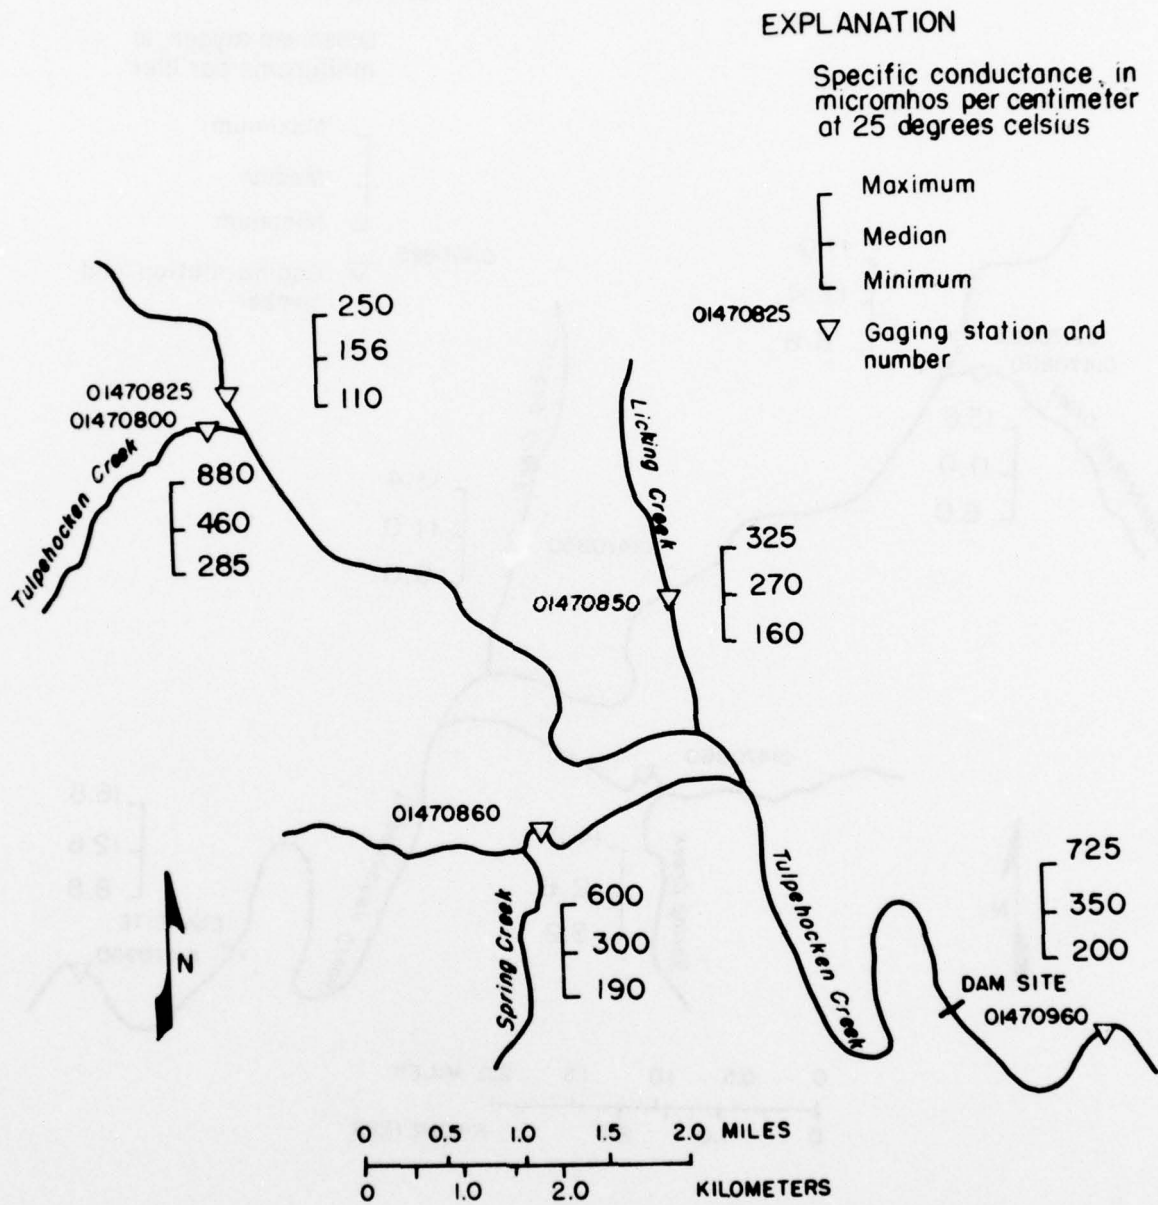 EXPLANATION
Specific conductance, in
micromhos per centimeter
at 25 degrees celsius
Maximum
Median
Minimum
01470825
Gaging station and
number
250
156
110
01470825
01470800
Tulpehocken Creek
880
460
285
Licking Creek
325
270
160
01470850
01470860
Spring Creek
600
300
190
Tulpehocken Creek
725
350
200
DAM SITE
01470960
N
0 0.5 1.0 1.5 2.0 MILES
0 1.0 2.0 KILOMETERS